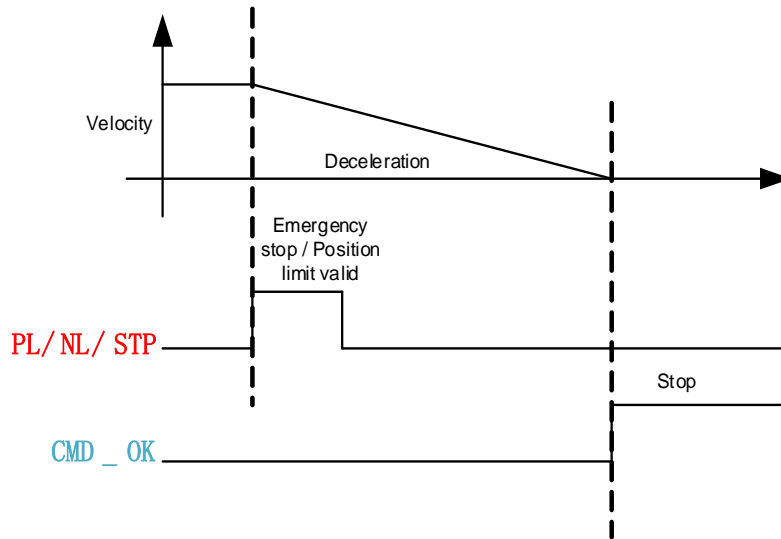 Velocity
Deceleration
Emergency
stop / Position
limit valid
PL/ NL/ STP
Stop
CMD _ OK